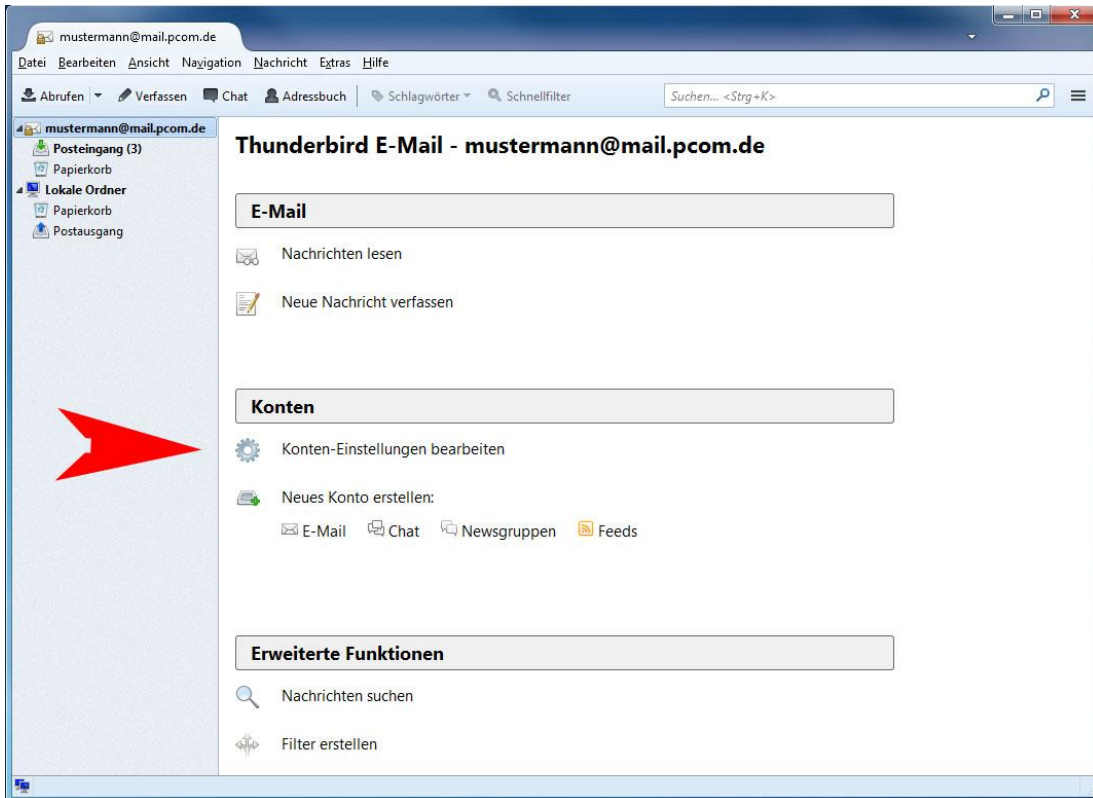 mustermann@mail.pcom.de
Datei Bearbeiten Ansicht Navigation Nachricht Extras Hilfe
Abrufen Verfassen Chat Adressbuch Schlagwörter Schnellfilter Suchen... <Strg+K>
mustermann@mail.pcom.de
Posteingang (3)
Papierkorb
Lokale Ordner
Papierkorb
Postausgang
Thunderbird E-Mail - mustermann@mail.pcom.de
E-Mail
Nachrichten lesen
Neue Nachricht verfassen
Konten
Konten-Einstellungen bearbeiten
Neues Konto erstellen:
E-Mail Chat Newsgruppen Feeds
Erweiterte Funktionen
Nachrichten suchen
Filter erstellen